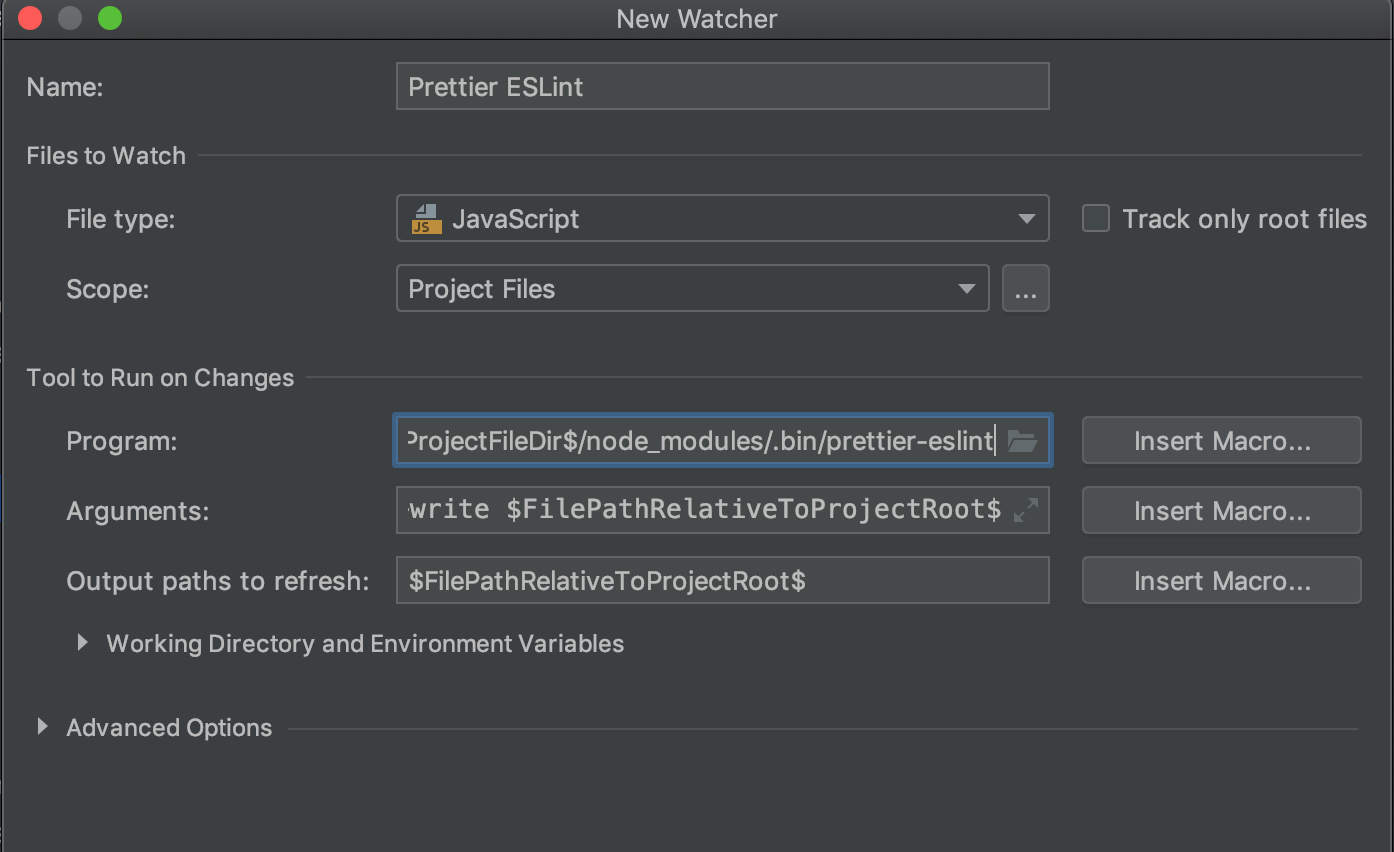 New Watcher
Name:
Prettier ESLint
Files to Watch
File type:
JS JavaScript
Track only root files
Scope:
Project Files
...
Tool to Run on Changes
Program:
ProjectFileDir$/node_modules/.bin/prettier-eslint
Insert Macro...
Arguments:
-write $FilePathRelativeToProjectRoot$
Insert Macro...
Output paths to refresh:
$FilePathRelativeToProjectRoot$
Insert Macro...
Working Directory and Environment Variables
Advanced Options